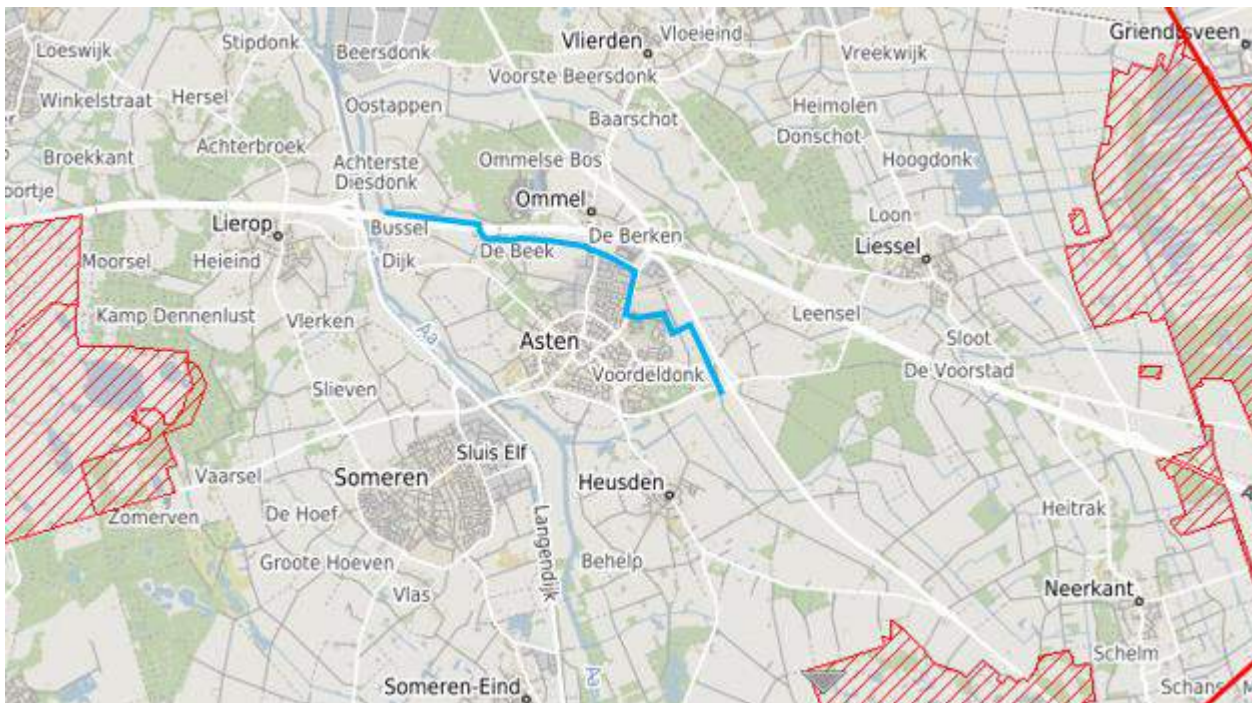 Loeswijk
Stipdonk
Beersdonk
Vlierden
Vloeieind
Vreekwijk
Griendtsveen
Winkelstraat
Hersel
Oostappen
Voorste Beersdonk
Heimolen
Baarschot
Donschot
Achterbroek
Broekkant
Achterste
Diesdonk
Ommelse Bos
Hoogdonk
oortje
Ommel
Loon
Lierop
Bussel
De Berken
Liessel
De Beek
Moorsel
Heieind
Dijk
Kamp Dennenlust
Vlerken
Aa
Leensel
Asten
Sloot
Voordeldonk
De Voorstad
Slieven
Sluis Elf
Vaarsel
Someren
Heusden
A
Zomerven
De Hoef
Heitrak
Langendijk
Groote Hoeven
Behelp
Vlas
Neerkant
Schelm
Aa
Someren-Eind
Schans
M